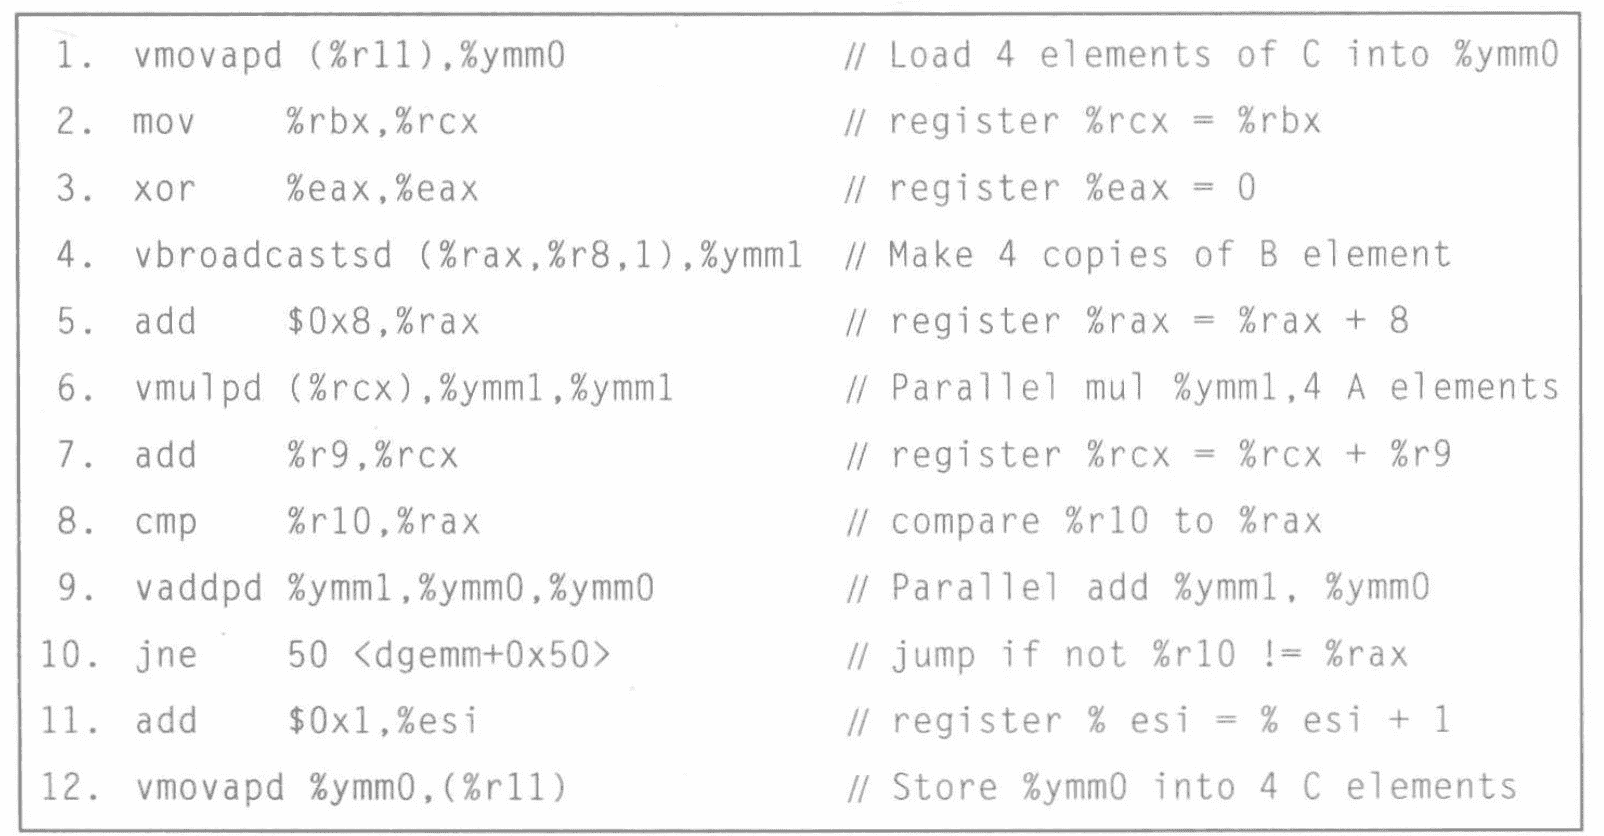 1. vmovapd (%r11),%ymm0 // Load 4 elements of C into %ymm0
2. mov %rbx,%rcx // register %rcx = %rbx
3. xor %eax,%eax // register %eax = 0
4. vbroadcastsd (%rax,%r8,1),%ymm1 // Make 4 copies of B element
5. add $0x8,%rax // register %rax = %rax + 8
6. vmulpd (%rcx),%ymm1,%ymm1 // Parallel mul %ymm1,4 A elements
7. add %r9,%rcx // register %rcx = %rcx + %r9
8. cmp %r10,%rax // compare %r10 to %rax
9. vaddpd %ymm1,%ymm0,%ymm0 // Parallel add %ymm1, %ymm0
10. jne 50 <dgemm+0x50> // jump if not %r10 != %rax
11. add $0x1,%esi // register % esi = % esi + 1
12. vmovapd %ymm0,(%r11) // Store %ymm0 into 4 C elements